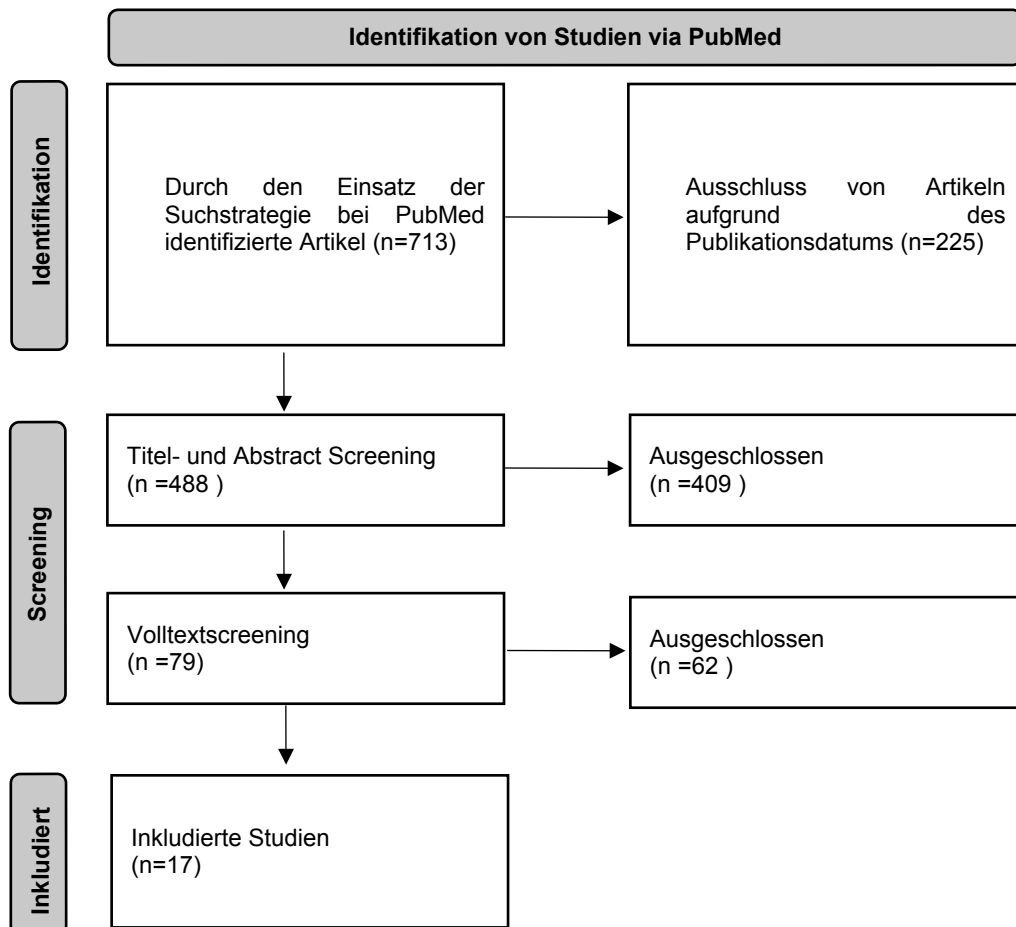 Identifikation von Studien via PubMed
Identifikation
Durch den Einsatz der
Suchstrategie bei PubMed
identifizierte Artikel (n=713)
Ausschluss von Artikeln
aufgrund des
Publikationsdatums (n=225)
Screening
Titel- und Abstract Screening
(n =488 )
Ausgeschlossen
(n =409 )
Volltextscreening
(n =79)
Ausgeschlossen
(n =62 )
Inkludiert
Inkludierte Studien
(n=17)